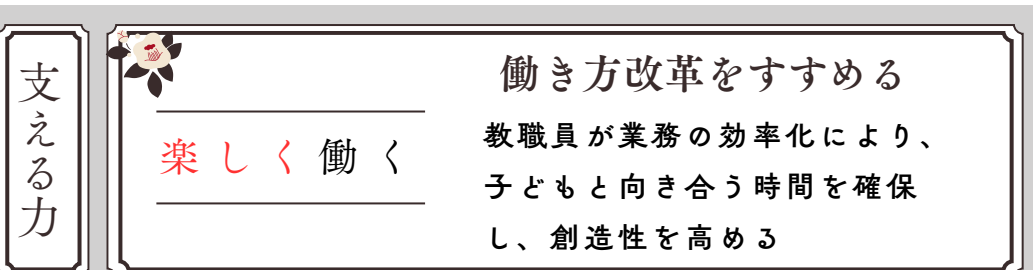 支える力
楽しく働く
働き方改革をすすめる
教職員が業務の効率化により、
子どもと向き合う時間を確保
し、創造性を高める